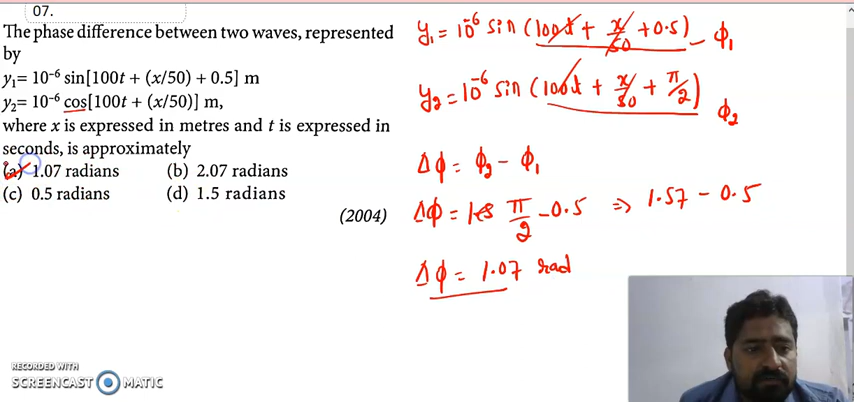 07.
The phase difference between two waves, represented
by
y₁= 10⁻⁶ sin[100t + (x/50) + 0.5] m
y₂= 10⁻⁶ cos[100t + (x/50)] m,
where x is expressed in metres and t is expressed in
seconds, is approximately
(a) 1.07 radians (b) 2.07 radians
(c) 0.5 radians (d) 1.5 radians
(2004)
y₁ = 10⁻⁶ sin (100t + x/50 + 0.5) – ϕ₁
y₂ = 10⁻⁶ sin (100t + x/50 + π/2) ϕ₂
Δϕ = ϕ₂ – ϕ₁
Δϕ = π/2 – 0.5 ⇒ 1.57 – 0.5
Δϕ = 1.07 rad
RECORDED WITH
SCREENCAST MATIC